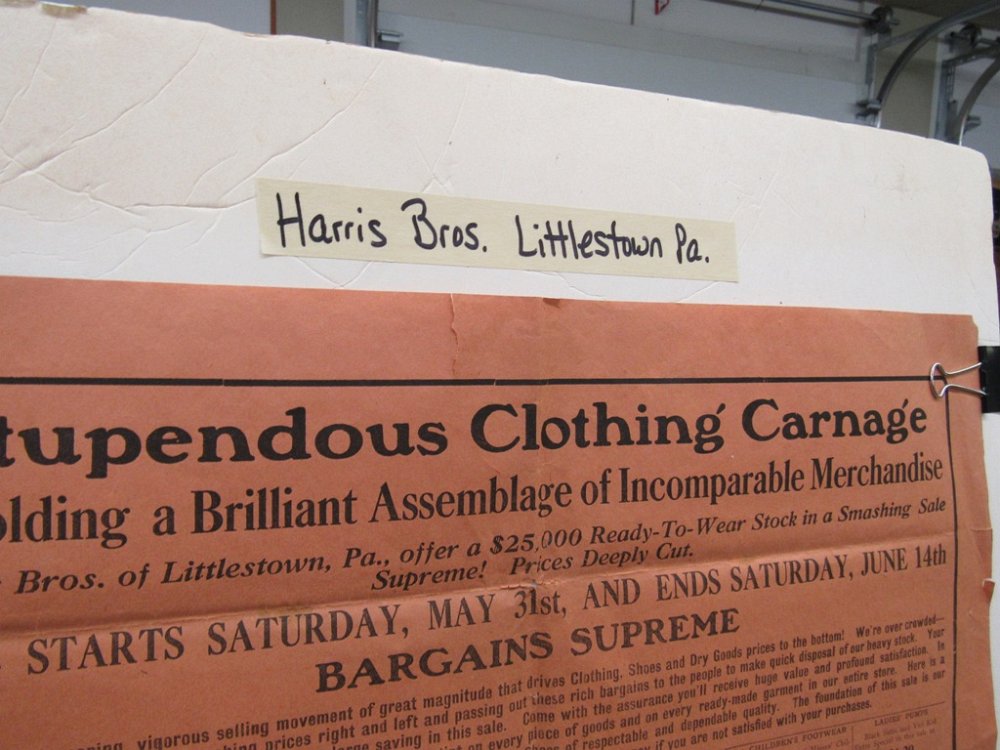 Harris Bros. Littlestown Pa.
tupendous Clothing Carnage
olding a Brilliant Assemblage of Incomparable Merchandise
Bros. of Littlestown, Pa., offer a $25,000 Ready-To-Wear Stock in a Smashing Sale
Supreme! Prices Deeply Cut.
STARTS SATURDAY, MAY 31st, AND ENDS SATURDAY, JUNE 14th
BARGAINS SUPREME
vigorous selling movement of great magnitude that drives Clothing, Shoes and Dry Goods prices to the bottom! We're over crowded—
prices right and left and passing out these rich bargains to the people to make quick disposal of our heavy stock. Your
saving in this sale. Come with the assurance you'll receive huge value and profound satisfaction. In
on every piece of goods and on every ready-made garment in our entire store. Here is a
of respectable and dependable quality. The foundation of this sale is our
if you are not satisfied with your purchases.
CHILDREN'S FOOTWEAR
LADIES PUMPS